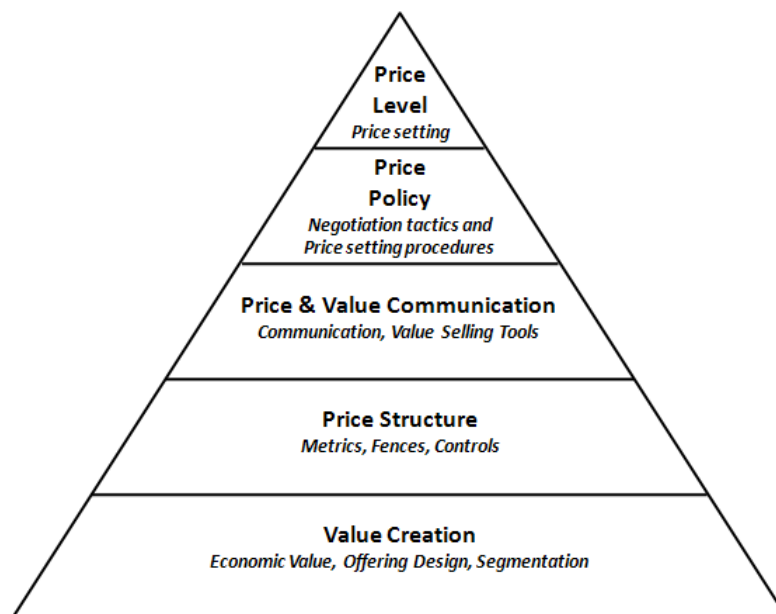 Price
Level
Price setting
Price
Policy
Negotiation tactics and
Price setting procedures
Price & Value Communication
Communication, Value Selling Tools
Price Structure
Metrics, Fences, Controls
Value Creation
Economic Value, Offering Design, Segmentation